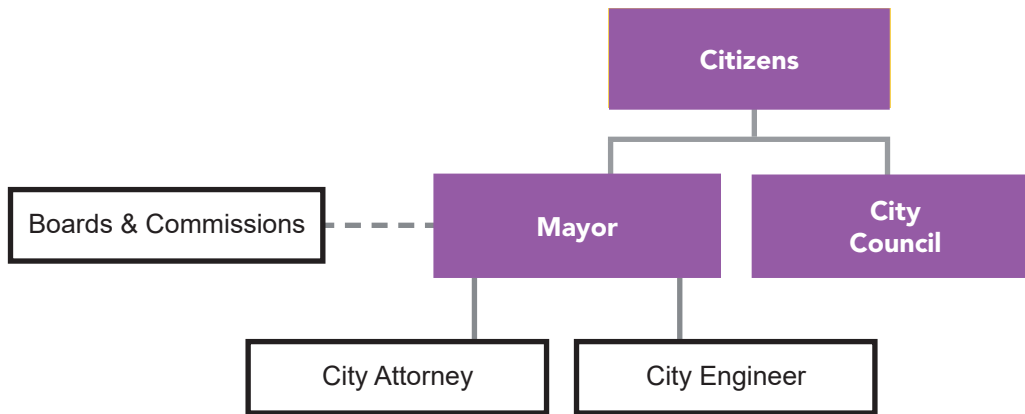 Citizens
Boards & Commissions
Mayor
City
Council
City Attorney
City Engineer